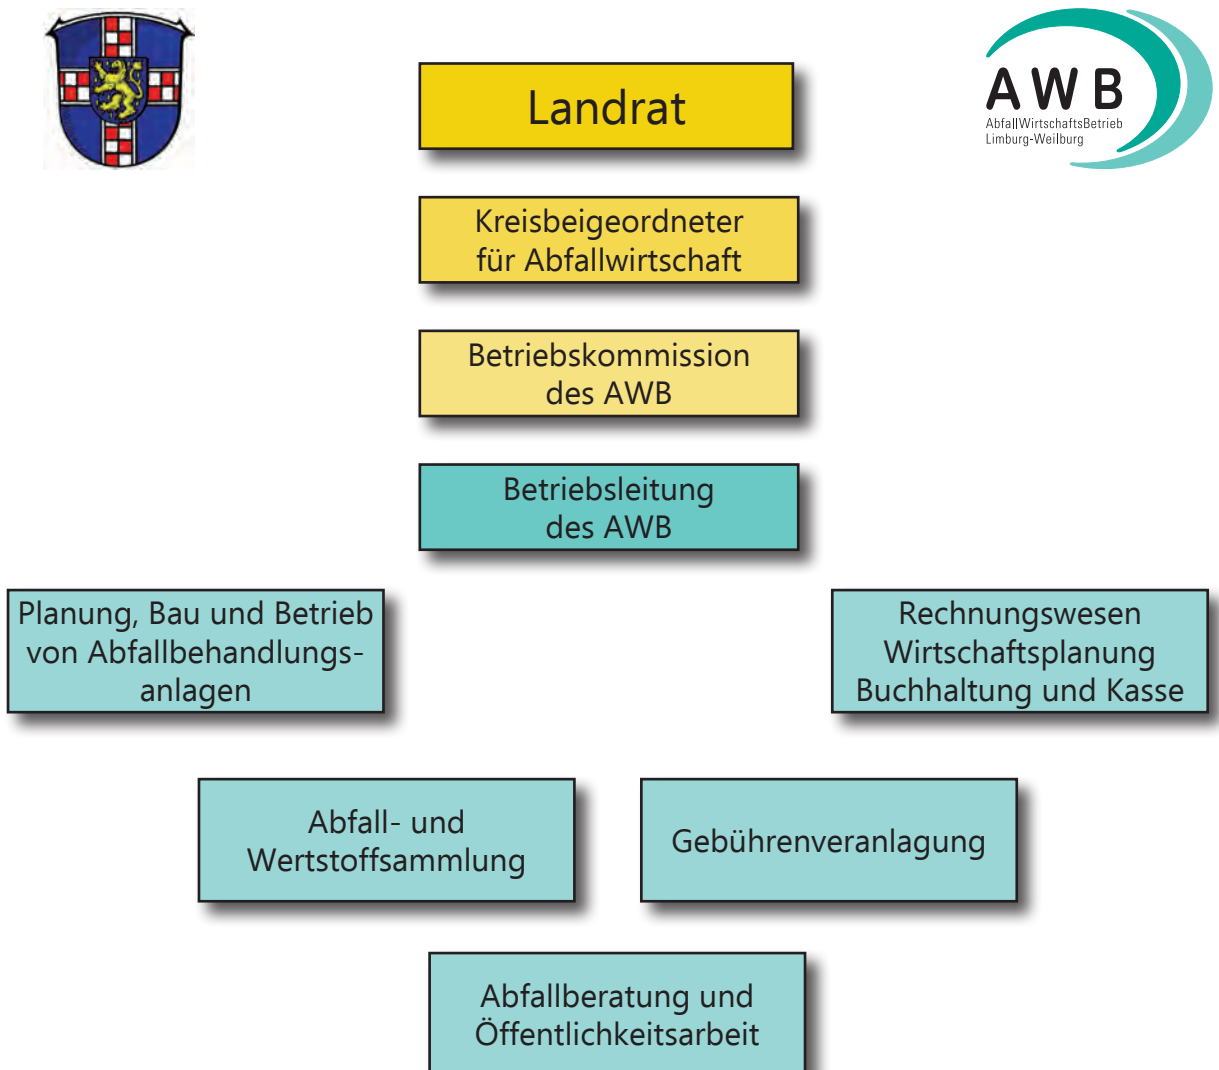 Landrat
AWB
AbfallWirtschaftsBetrieb
Limburg-Weilburg
Kreisbeigeordneter
für Abfallwirtschaft
Betriebskommission
des AWB
Betriebsleitung
des AWB
Planung, Bau und Betrieb
von Abfallbehandlungs-
anlagen
Rechnungswesen
Wirtschaftsplanung
Buchhaltung und Kasse
Abfall- und
Wertstoffsammlung
Gebührenveranlagung
Abfallberatung und
Öffentlichkeitsarbeit